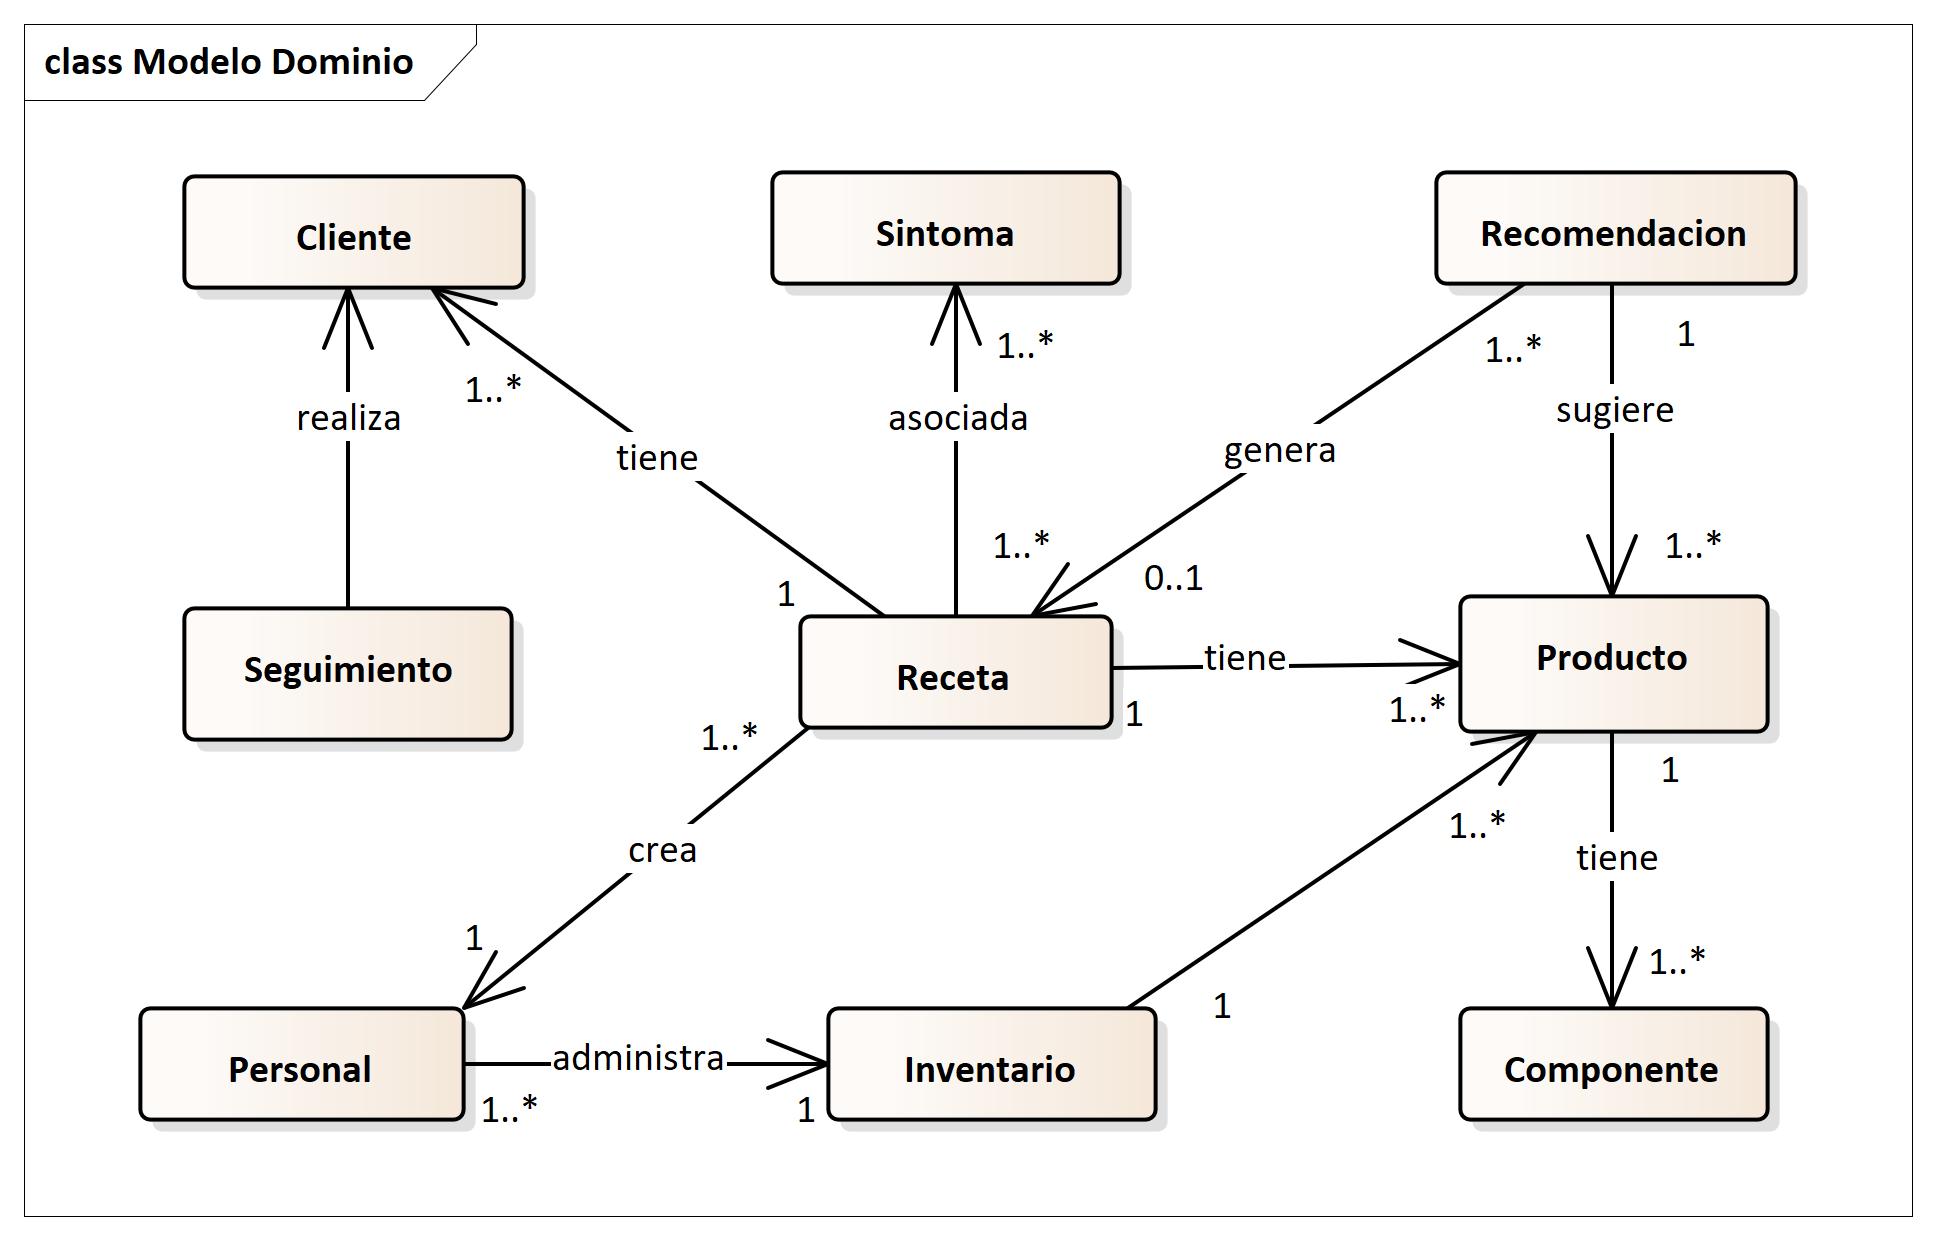 class Modelo Dominio
Cliente
Sintoma
Recomendacion
1..*
1..*
1..*
1
realiza
tiene
asociada
genera
sugiere
1
1..*
0..1
1..*
Seguimiento
Receta
tiene
Producto
1..*
1
1..*
1
crea
1..*
tiene
1
1
1..*
Personal
administra
Inventario
Componente
1..*
1